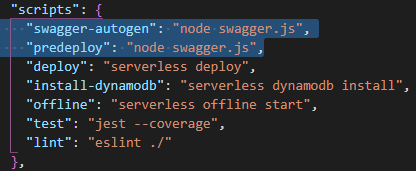 "scripts": {
"swagger-autogen": "node swagger.js",
"predeploy": "node swagger.js",
"deploy": "serverless deploy",
"install-dynamodb": "serverless dynamodb install",
"offline": "serverless offline start",
"test": "jest --coverage",
"lint": "eslint ./"
},